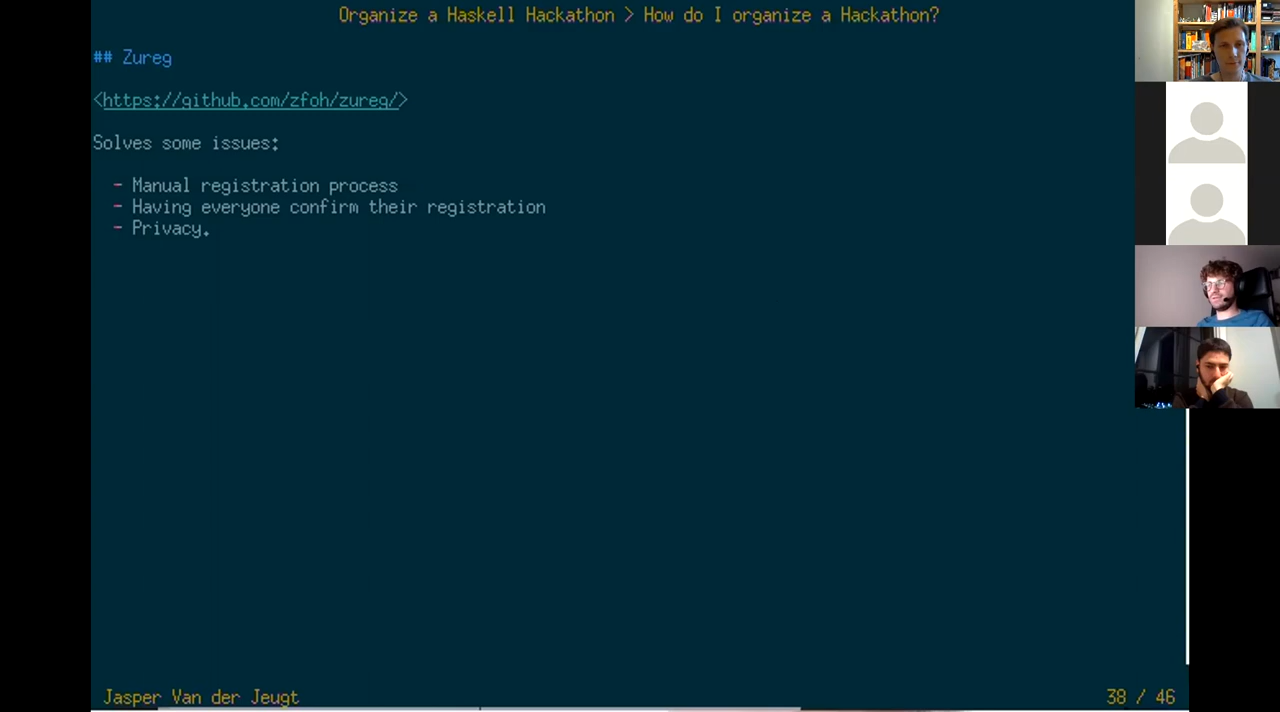 Organize a Haskell Hackathon > How do I organize a Hackathon?
## Zureg
<https://github.com/zfoh/zureg/>
Solves some issues:
- Manual registration process
- Having everyone confirm their registration
- Privacy.
Jasper Van der Jeugt
38 / 46